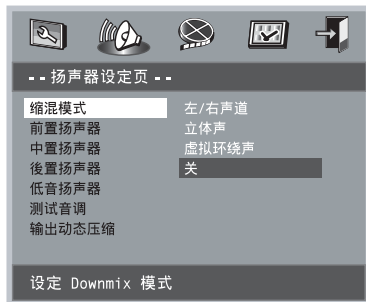 -- 扬声器设定页 --
缩混模式
前置扬声器
中置扬声器
後置扬声器
低音扬声器
测试音调
输出动态压缩
左/右声道
立体声
虚拟环绕声
关
设定 Downmix 模式